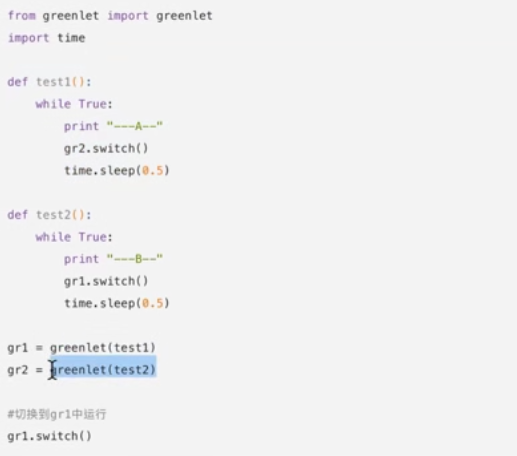 from greenlet import greenlet
import time
def test1():
    while True:
        print "---A--"
        gr2.switch()
        time.sleep(0.5)
def test2():
    while True:
        print "---B--"
        gr1.switch()
        time.sleep(0.5)
gr1 = greenlet(test1)
gr2 = greenlet(test2)
#切换到gr1中运行
gr1.switch()